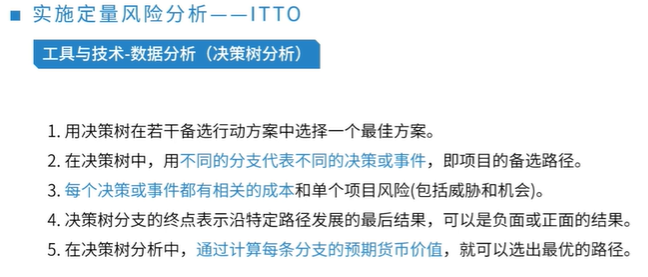 实施定量风险分析——ITTO
工具与技术-数据分析（决策树分析）
1. 用决策树在若干备选行动方案中选择一个最佳方案。
2. 在决策树中，用不同的分支代表不同的决策或事件，即项目的备选路径。
3. 每个决策或事件都有相关的成本和单个项目风险(包括威胁和机会)。
4. 决策树分支的终点表示沿特定路径发展的最后结果，可以是负面或正面的结果。
5. 在决策树分析中，通过计算每条分支的预期货币价值，就可以选出最优的路径。